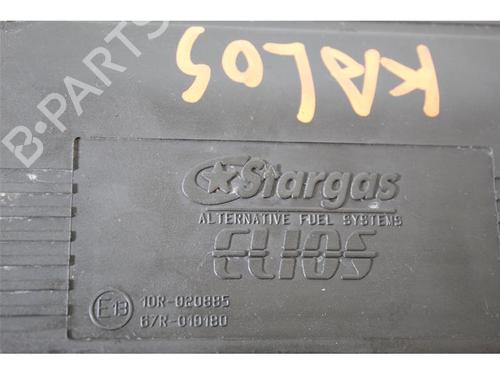 KALOS
B-PARTS
Stargas
ALTERNATIVE FUEL SYSTEMS
ELIOS
E13
10R-020885
67R-010180